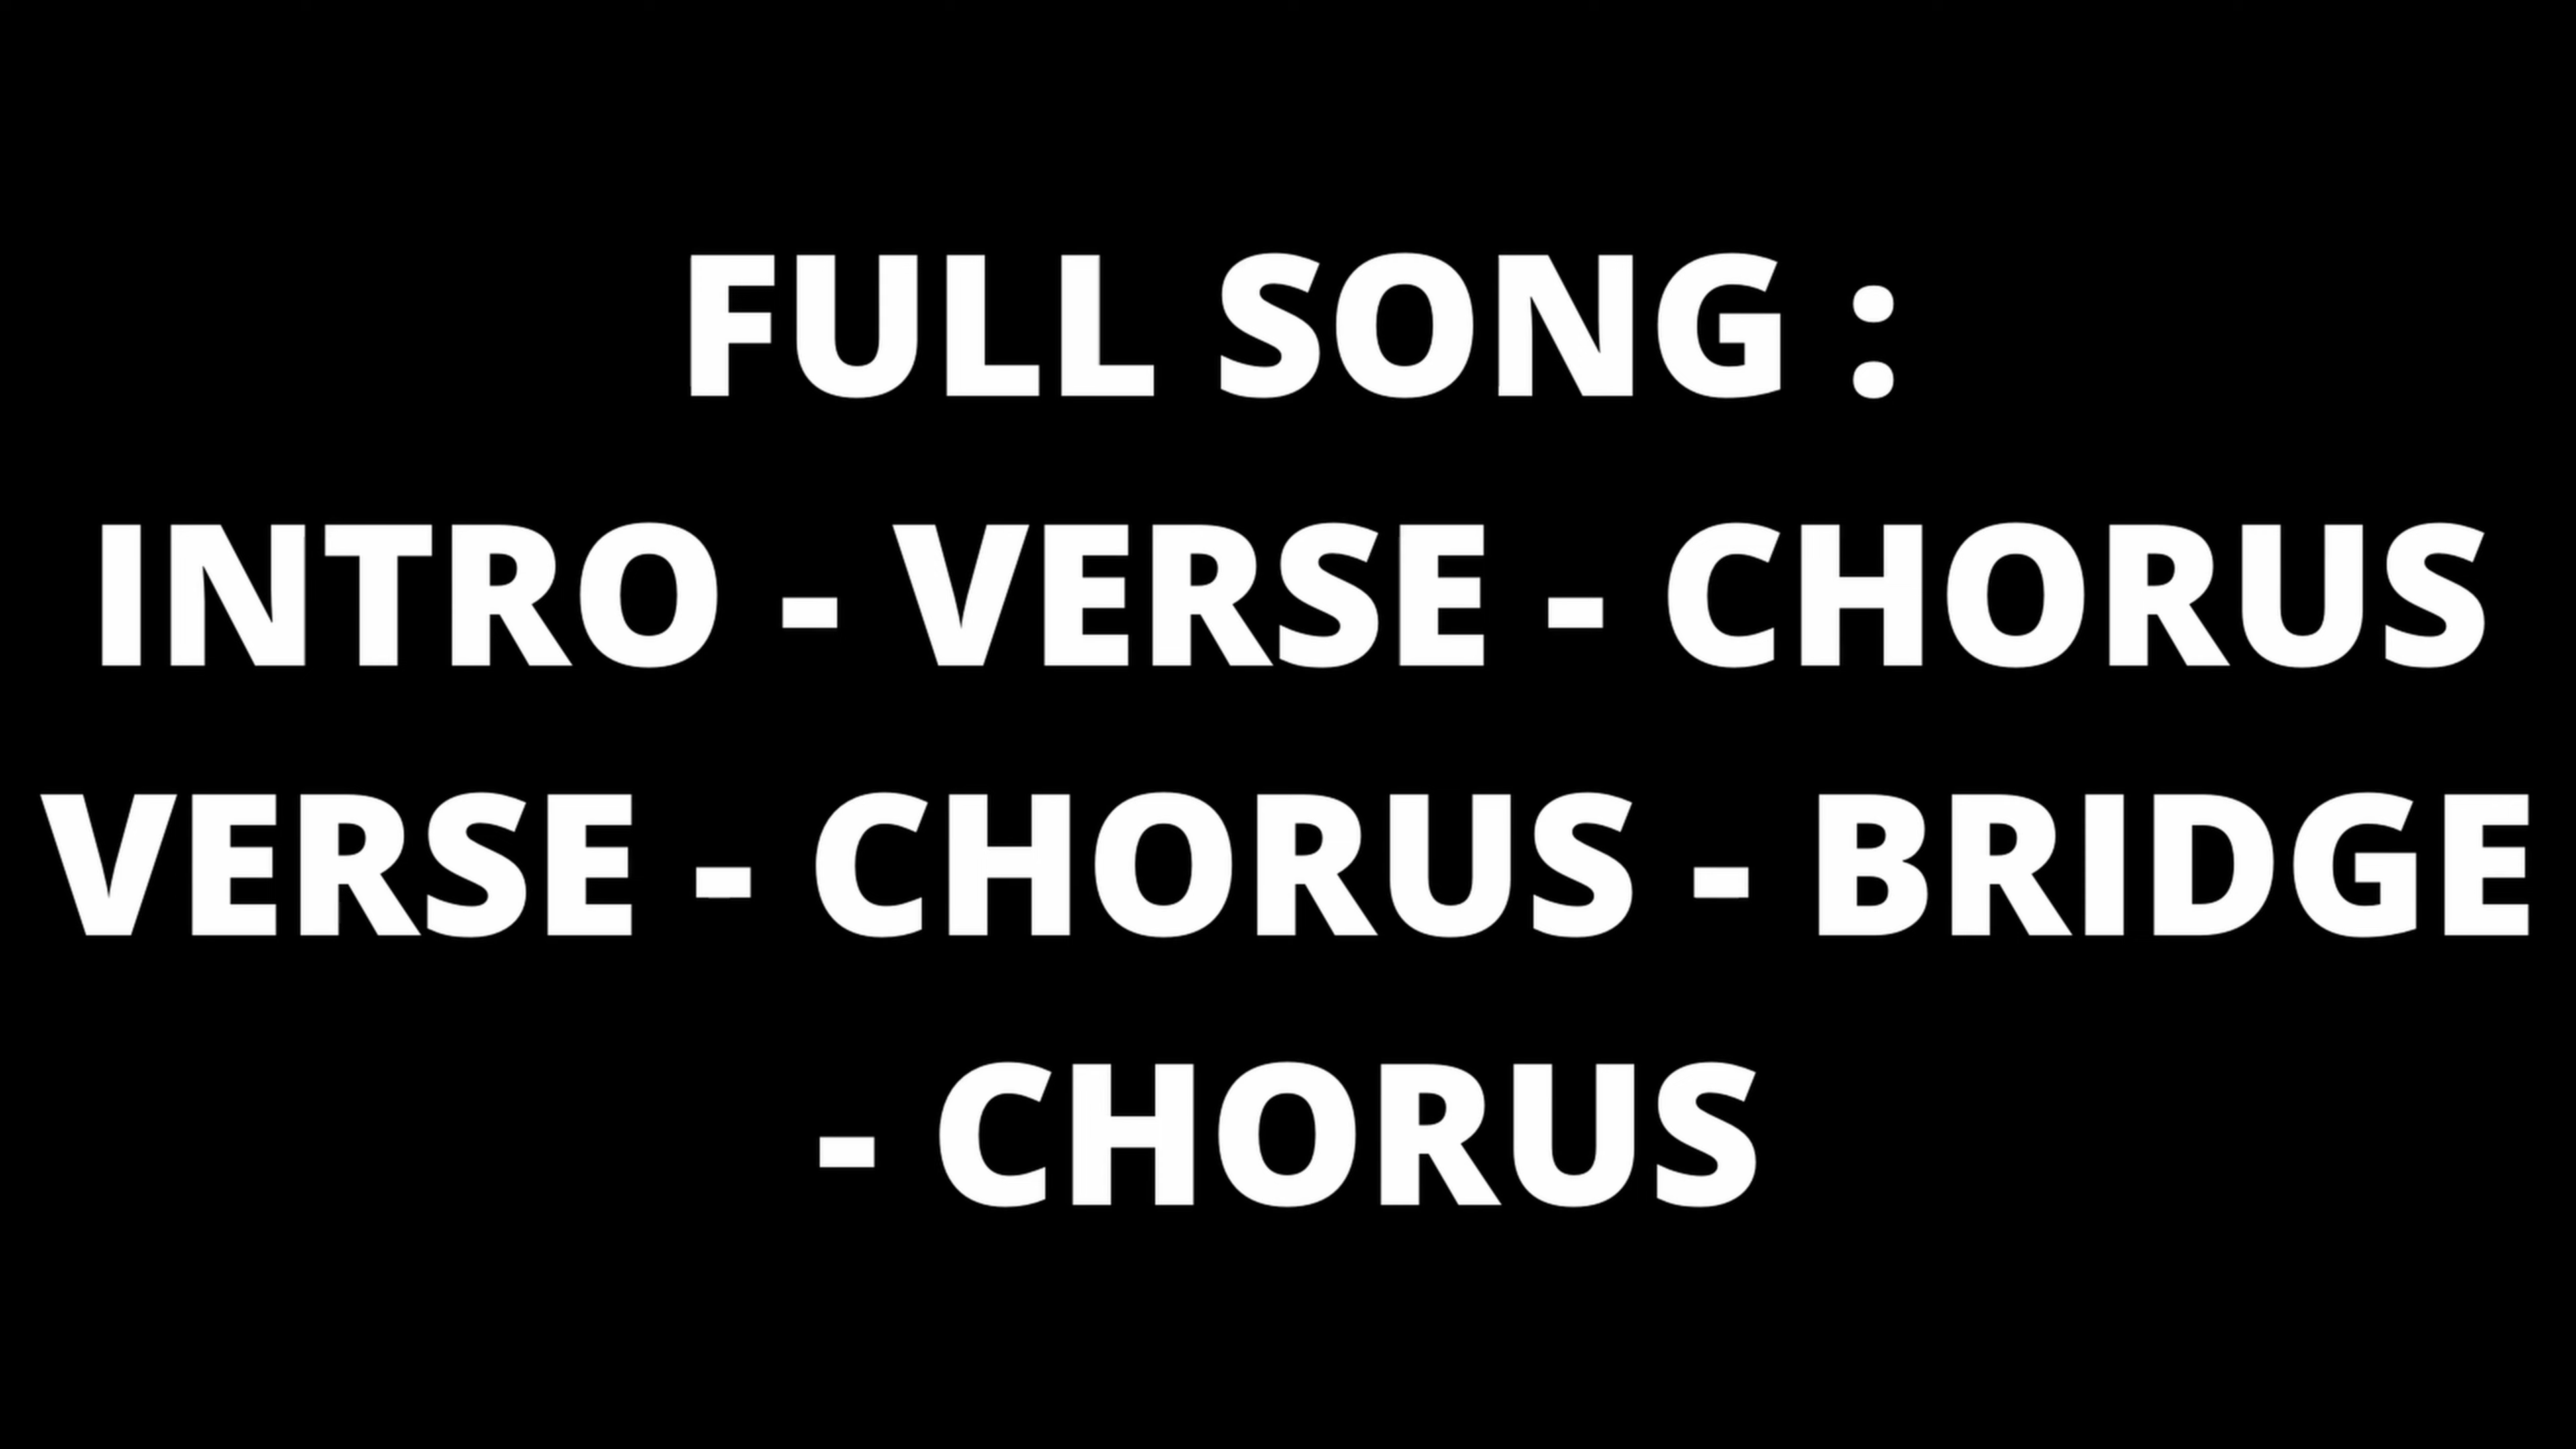 FULL SONG :
INTRO - VERSE - CHORUS
VERSE - CHORUS - BRIDGE
- CHORUS